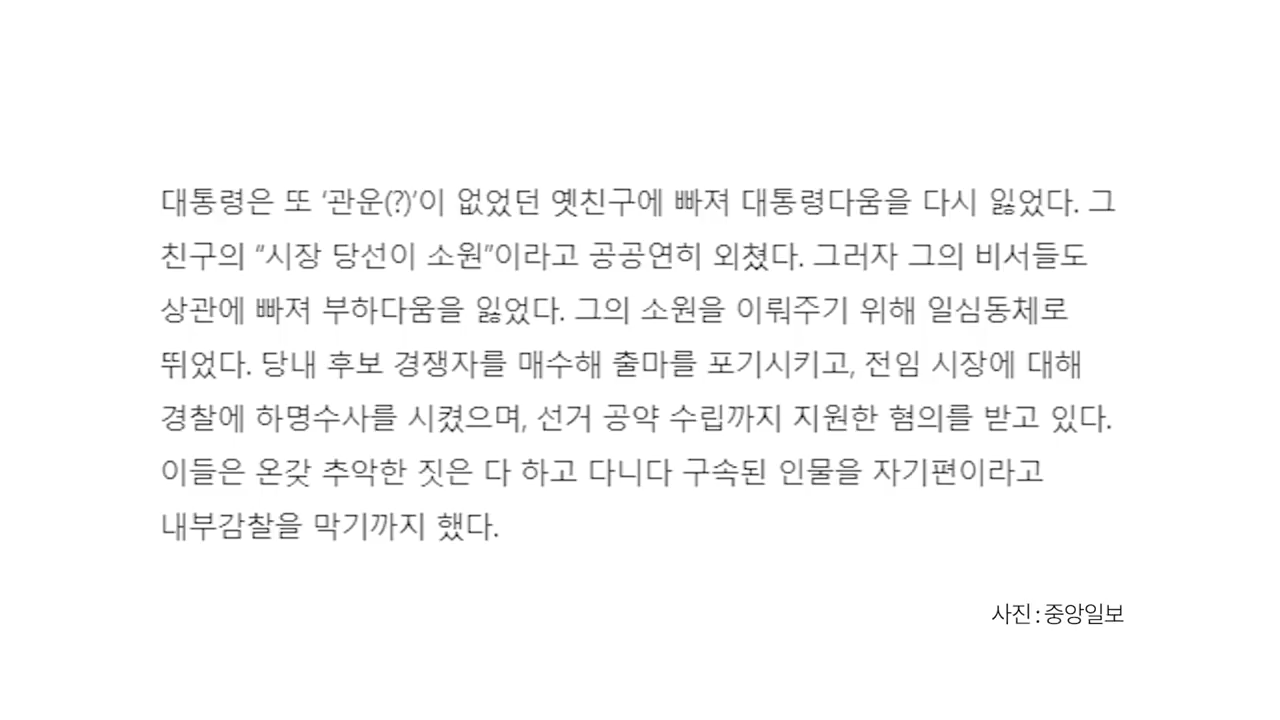 대통령은 또 ‘관운(?)’이 없었던 옛친구에 빠져 대통령다움을 다시 잃었다. 그
친구의 “시장 당선이 소원”이라고 공공연히 외쳤다. 그러자 그의 비서들도
상관에 빠져 부하다움을 잃었다. 그의 소원을 이뤄주기 위해 일심동체로
뛰었다. 당내 후보 경쟁자를 매수해 출마를 포기시키고, 전임 시장에 대해
경찰에 하명수사를 시켰으며, 선거 공약 수립까지 지원한 혐의를 받고 있다.
이들은 온갖 추악한 짓은 다 하고 다니다 구속된 인물을 자기편이라고
내부감찰을 막기까지 했다.
사진 : 중앙일보